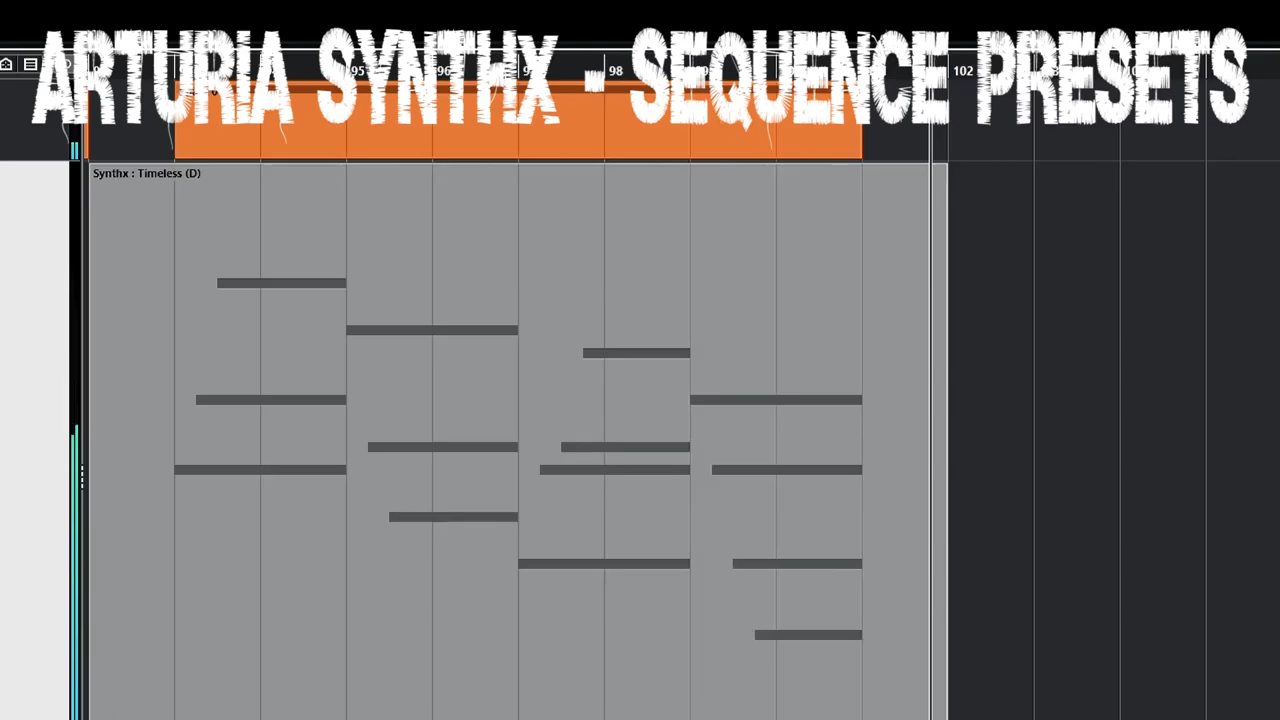 ARTURIA SYNTHX - SEQUENCE PRESETS
95 96 98 102
Synthx : Timeless (D)